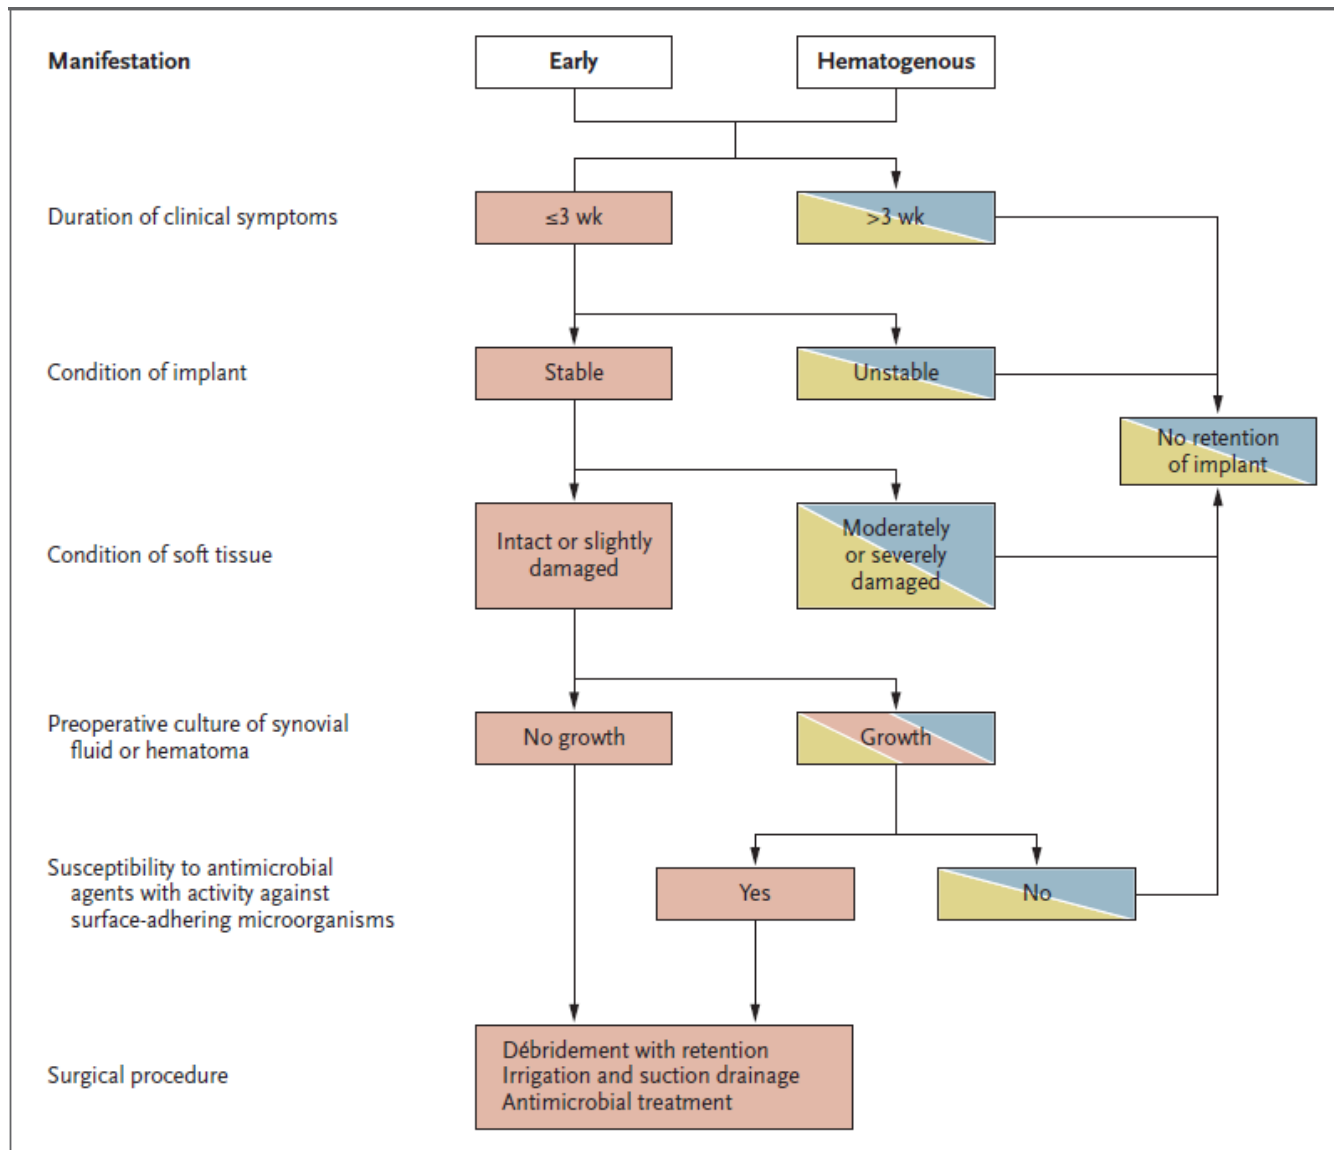 Manifestation
Early
Hematogenous
Duration of clinical symptoms
≤3 wk
>3 wk
Condition of implant
Stable
Unstable
No retention
of implant
Condition of soft tissue
Intact or slightly
damaged
Moderately
or severely
damaged
Preoperative culture of synovial
fluid or hematoma
No growth
Growth
Susceptibility to antimicrobial
agents with activity against
surface-adhering microorganisms
Yes
No
Surgical procedure
Débridement with retention
Irrigation and suction drainage
Antimicrobial treatment